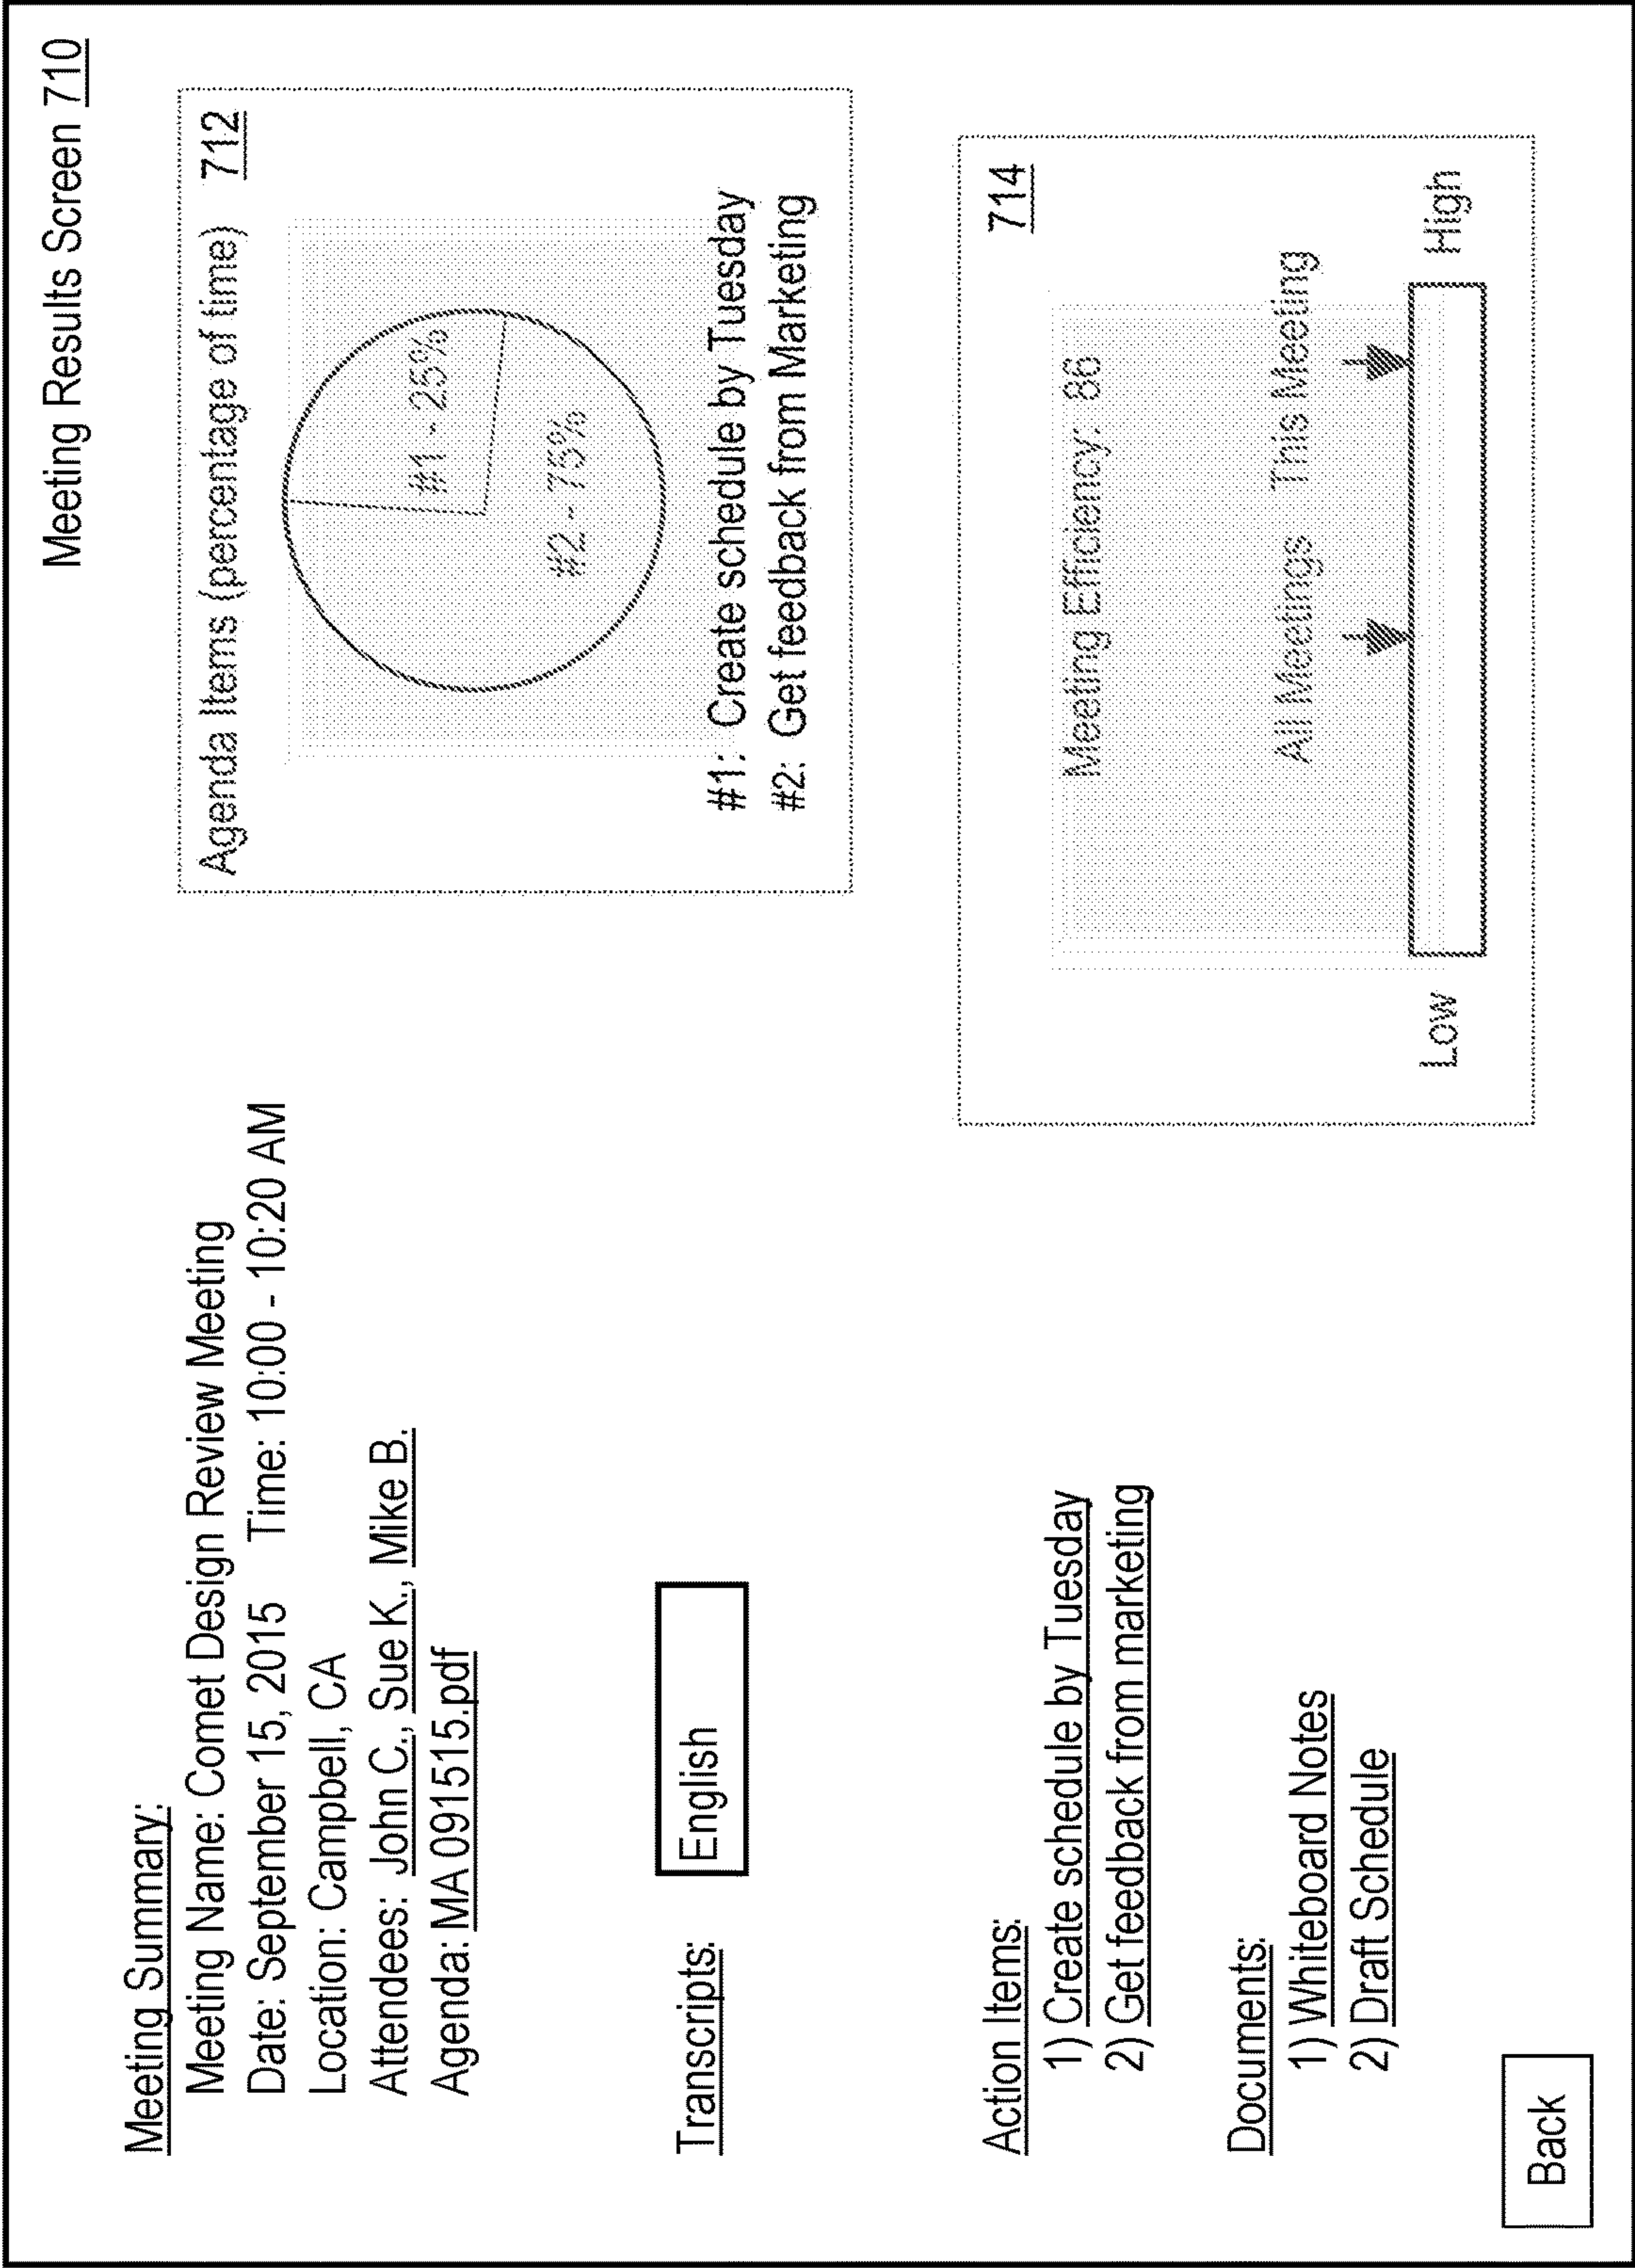 Meeting Results Screen 710
Meeting Summary:
Meeting Name: Comet Design Review Meeting
Date: September 15, 2015 Time: 10:00 - 10:20 AM
Location: Campbell, CA
Attendees: John C., Sue K., Mike B.
Agenda: MA 091515.pdf
Transcripts: English
Action Items:
1) Create schedule by Tuesday
2) Get feedback from marketing
Documents:
1) Whiteboard Notes
2) Draft Schedule
Back
Agenda Items (percentage of time) 712
#1 - 25%
#2 - 75%
#1: Create schedule by Tuesday
#2: Get feedback from Marketing
714
Meeting Efficiency: 86
All Meetings This Meeting
Low High